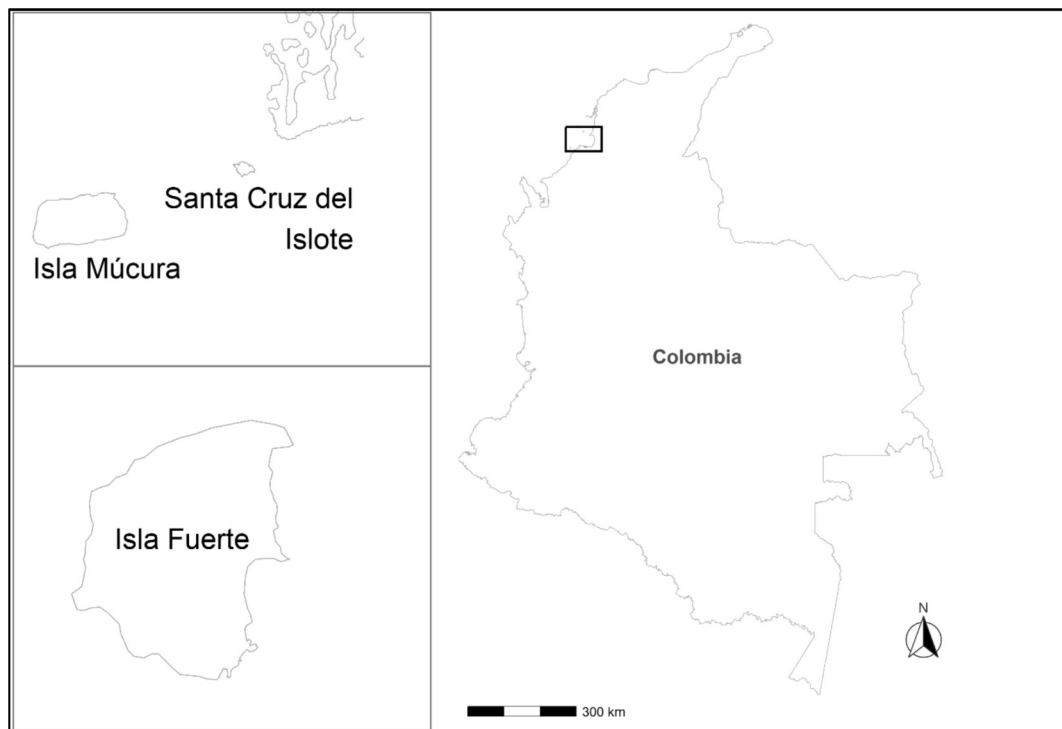 Santa Cruz del
Islote
Isla Múcura
Isla Fuerte
Colombia
N
300 km